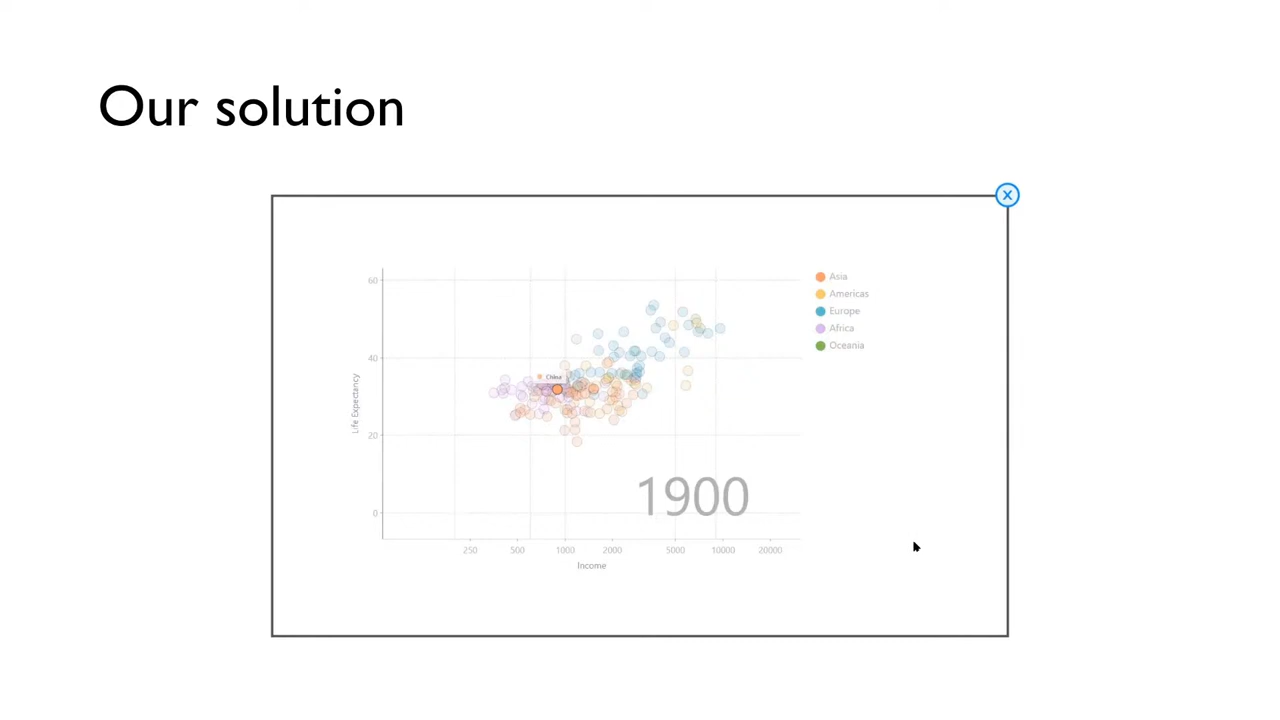 Our solution
X
60
40
20
0
Life Expectancy
China
1900
250 500 1000 2000 5000 10000 20000
Income
Asia
Americas
Europe
Africa
Oceania